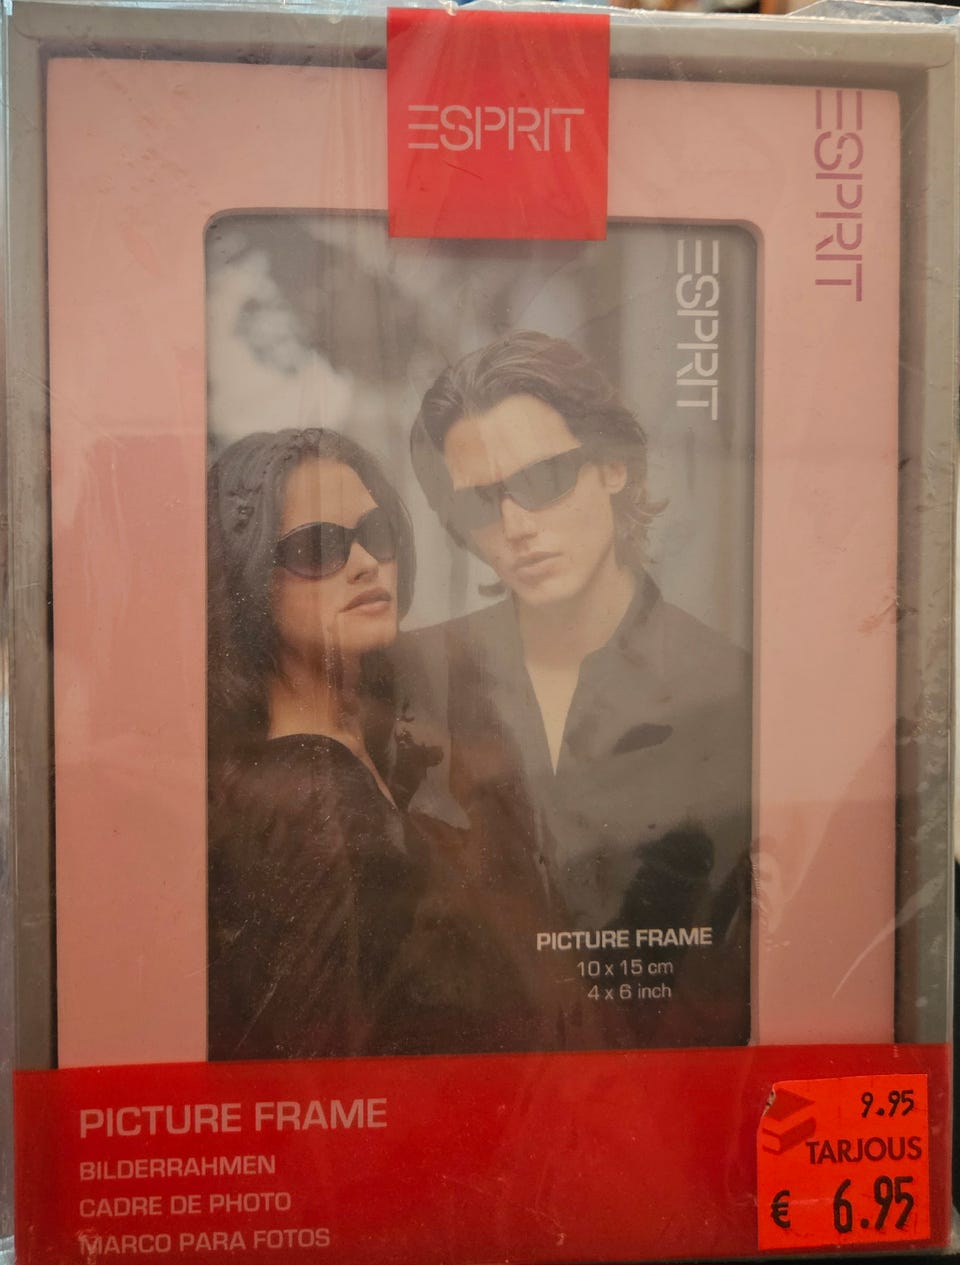 ESPRIT
ESPRIT
ESPRIT
PICTURE FRAME
10 x 15 cm
4 x 6 inch
PICTURE FRAME
BILDERRAHMEN
CADRE DE PHOTO
MARCO PARA FOTOS
9.95
TARJOUS
€ 6.95